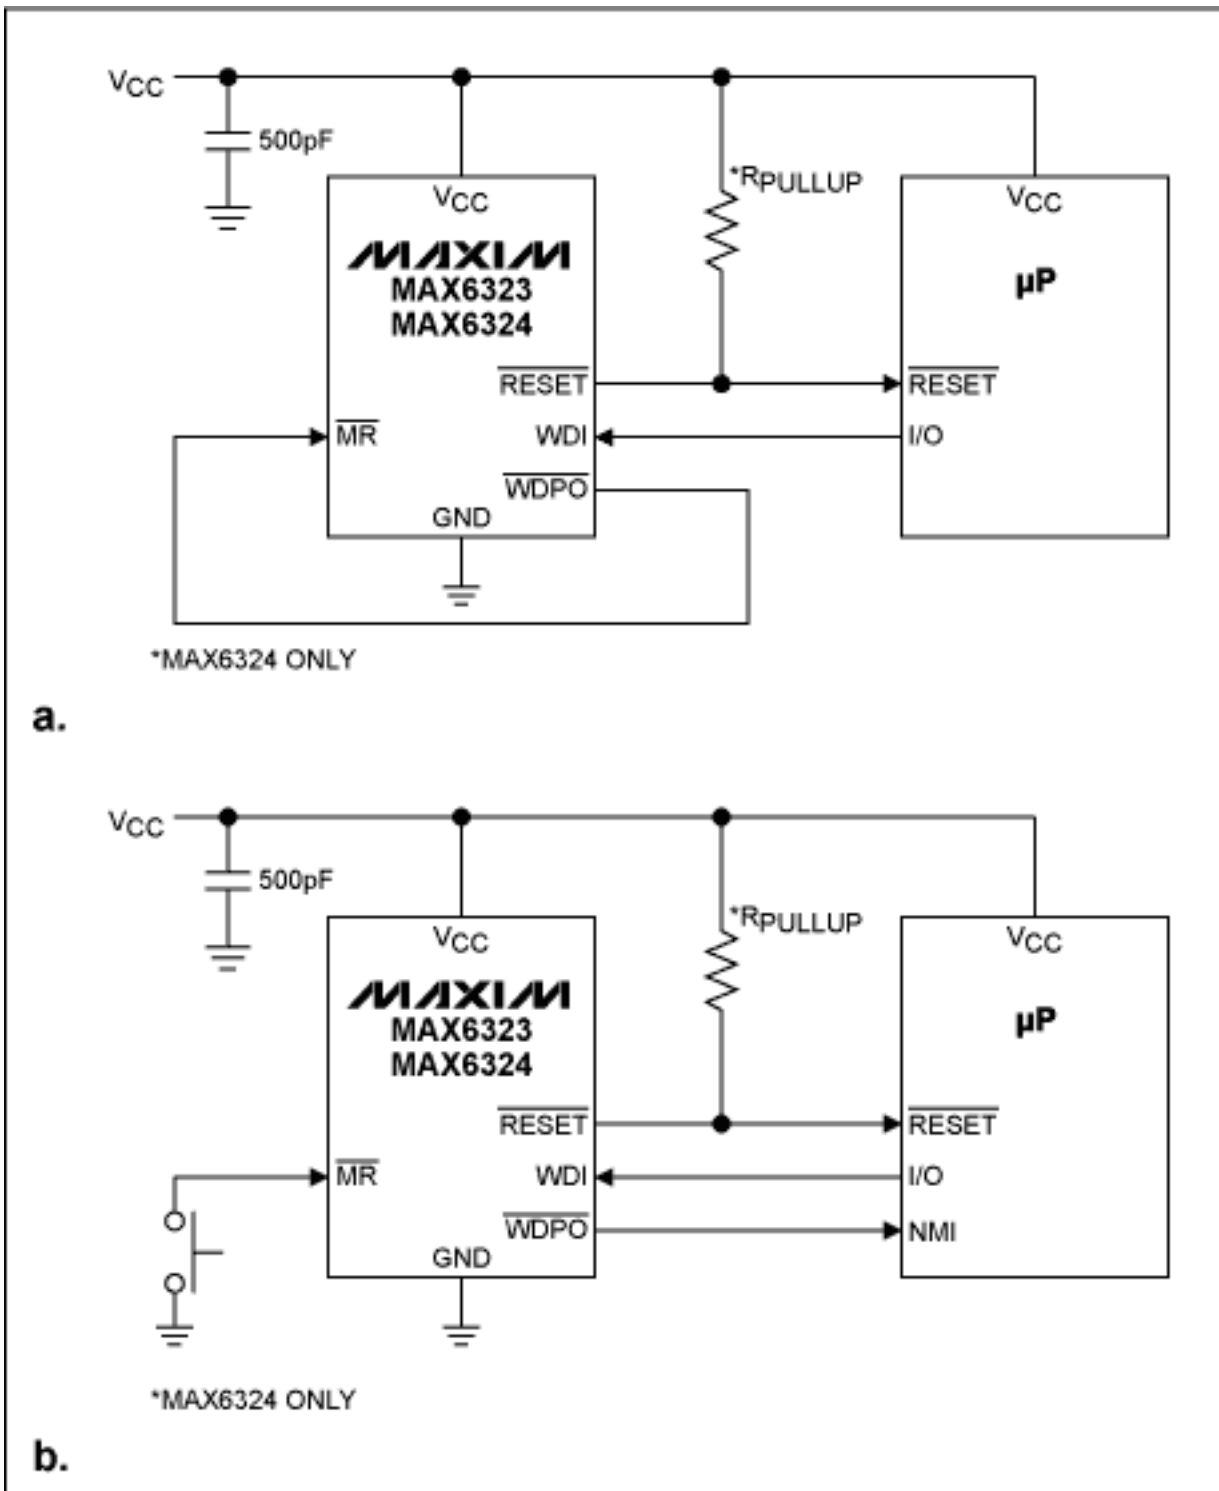 VCC
500pF
*RPULLUP
VCC
VCC
MAXIM
MAX6323
MAX6324
µP
RESET
RESET
MR
WDI
I/O
WDPO
GND
*MAX6324 ONLY
a.
VCC
500pF
*RPULLUP
VCC
VCC
MAXIM
MAX6323
MAX6324
µP
RESET
RESET
MR
WDI
I/O
WDPO
NMI
GND
*MAX6324 ONLY
b.